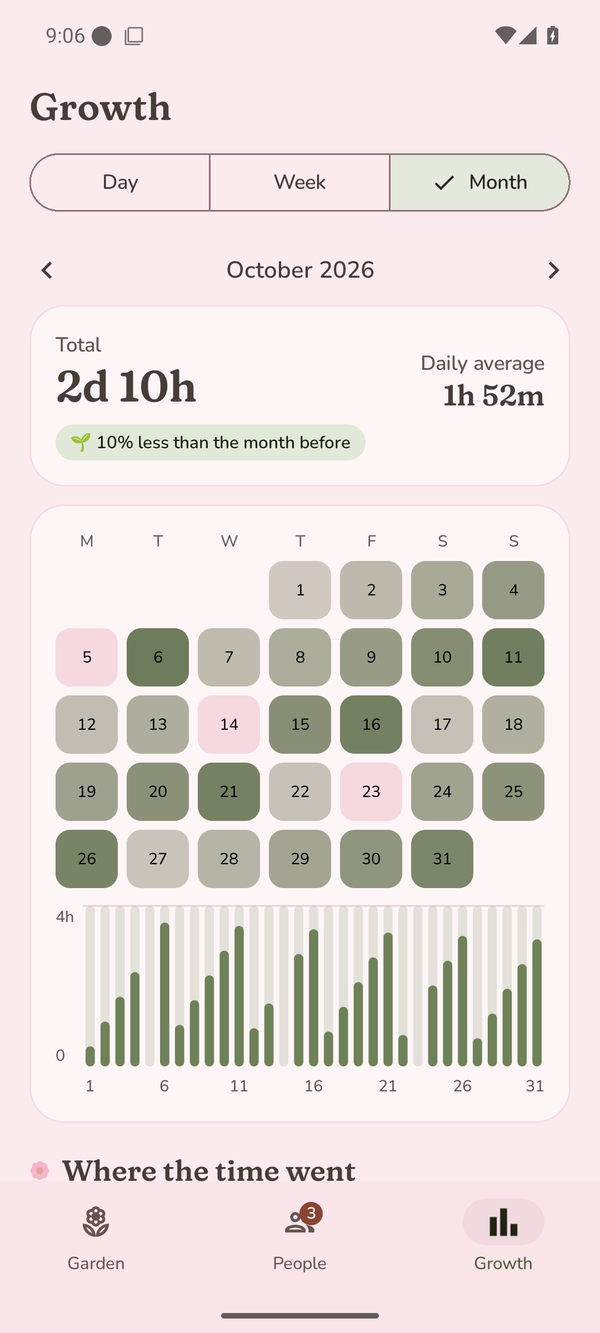 9:06
Growth
Day Week Month
October 2026
Total
2d 10h
Daily average
1h 52m
🌱 10% less than the month before
M T W T F S S
1 2 3 4
5 6 7 8 9 10 11
12 13 14 15 16 17 18
19 20 21 22 23 24 25
26 27 28 29 30 31
4h
0
1 6 11 16 21 26 31
Where the time went
3
Garden People Growth